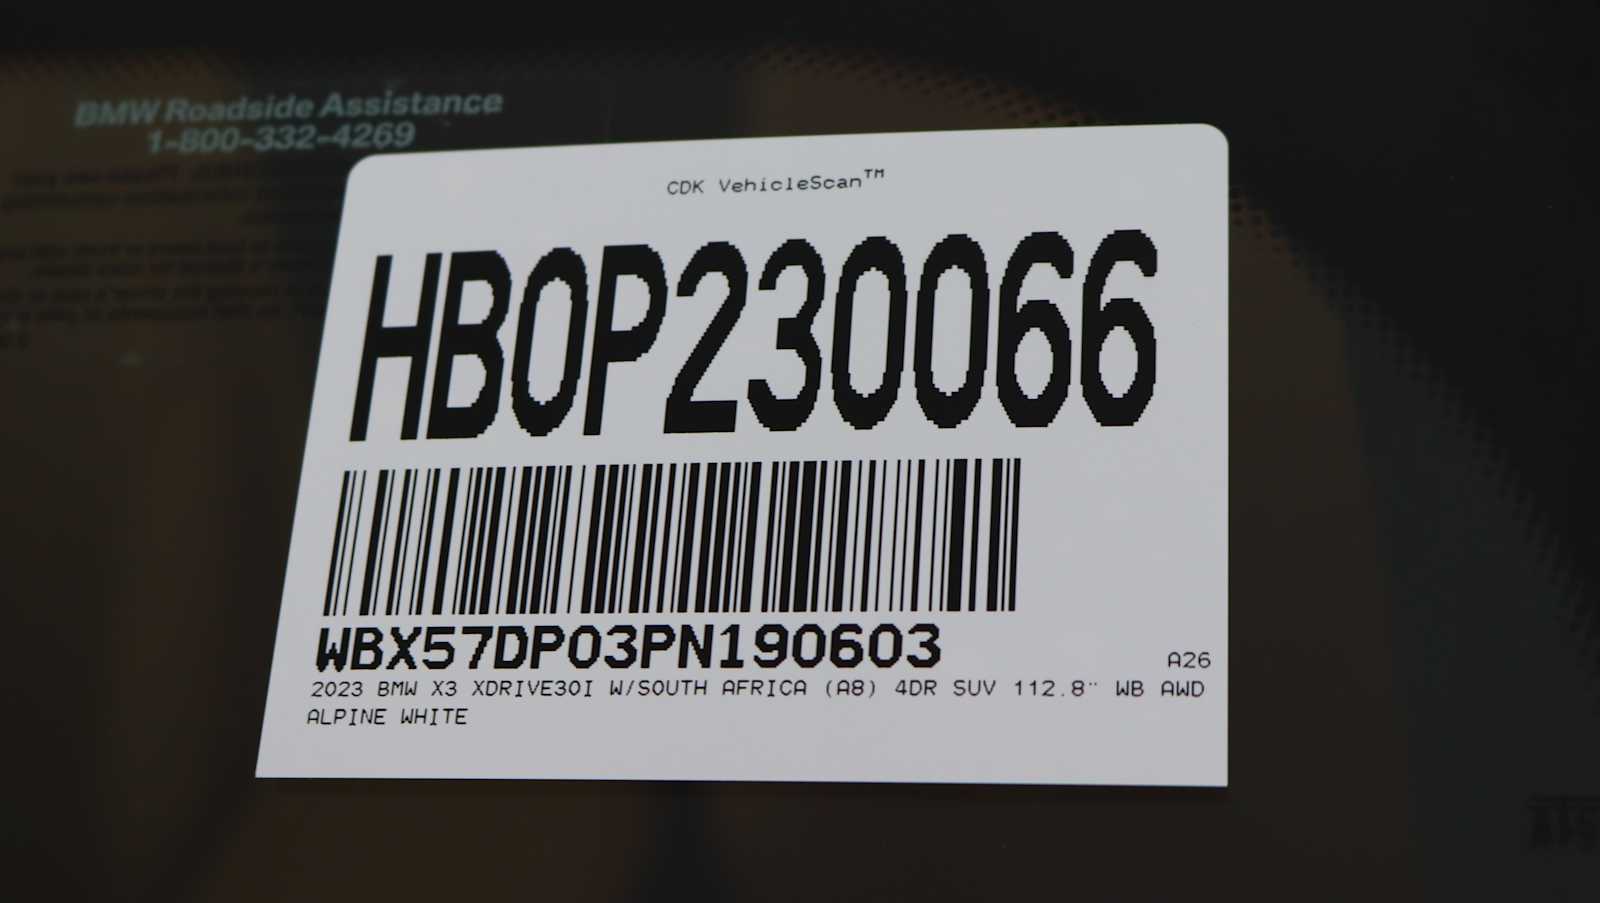 BMW Roadside Assistance
1-800-332-4269
CDK VehicleScan™
HB0P230066
WBX57DP03PN190603
A26
2023 BMW X3 XDRIVE30I W/SOUTH AFRICA (A8) 4DR SUV 112.8" WB AWD
ALPINE WHITE